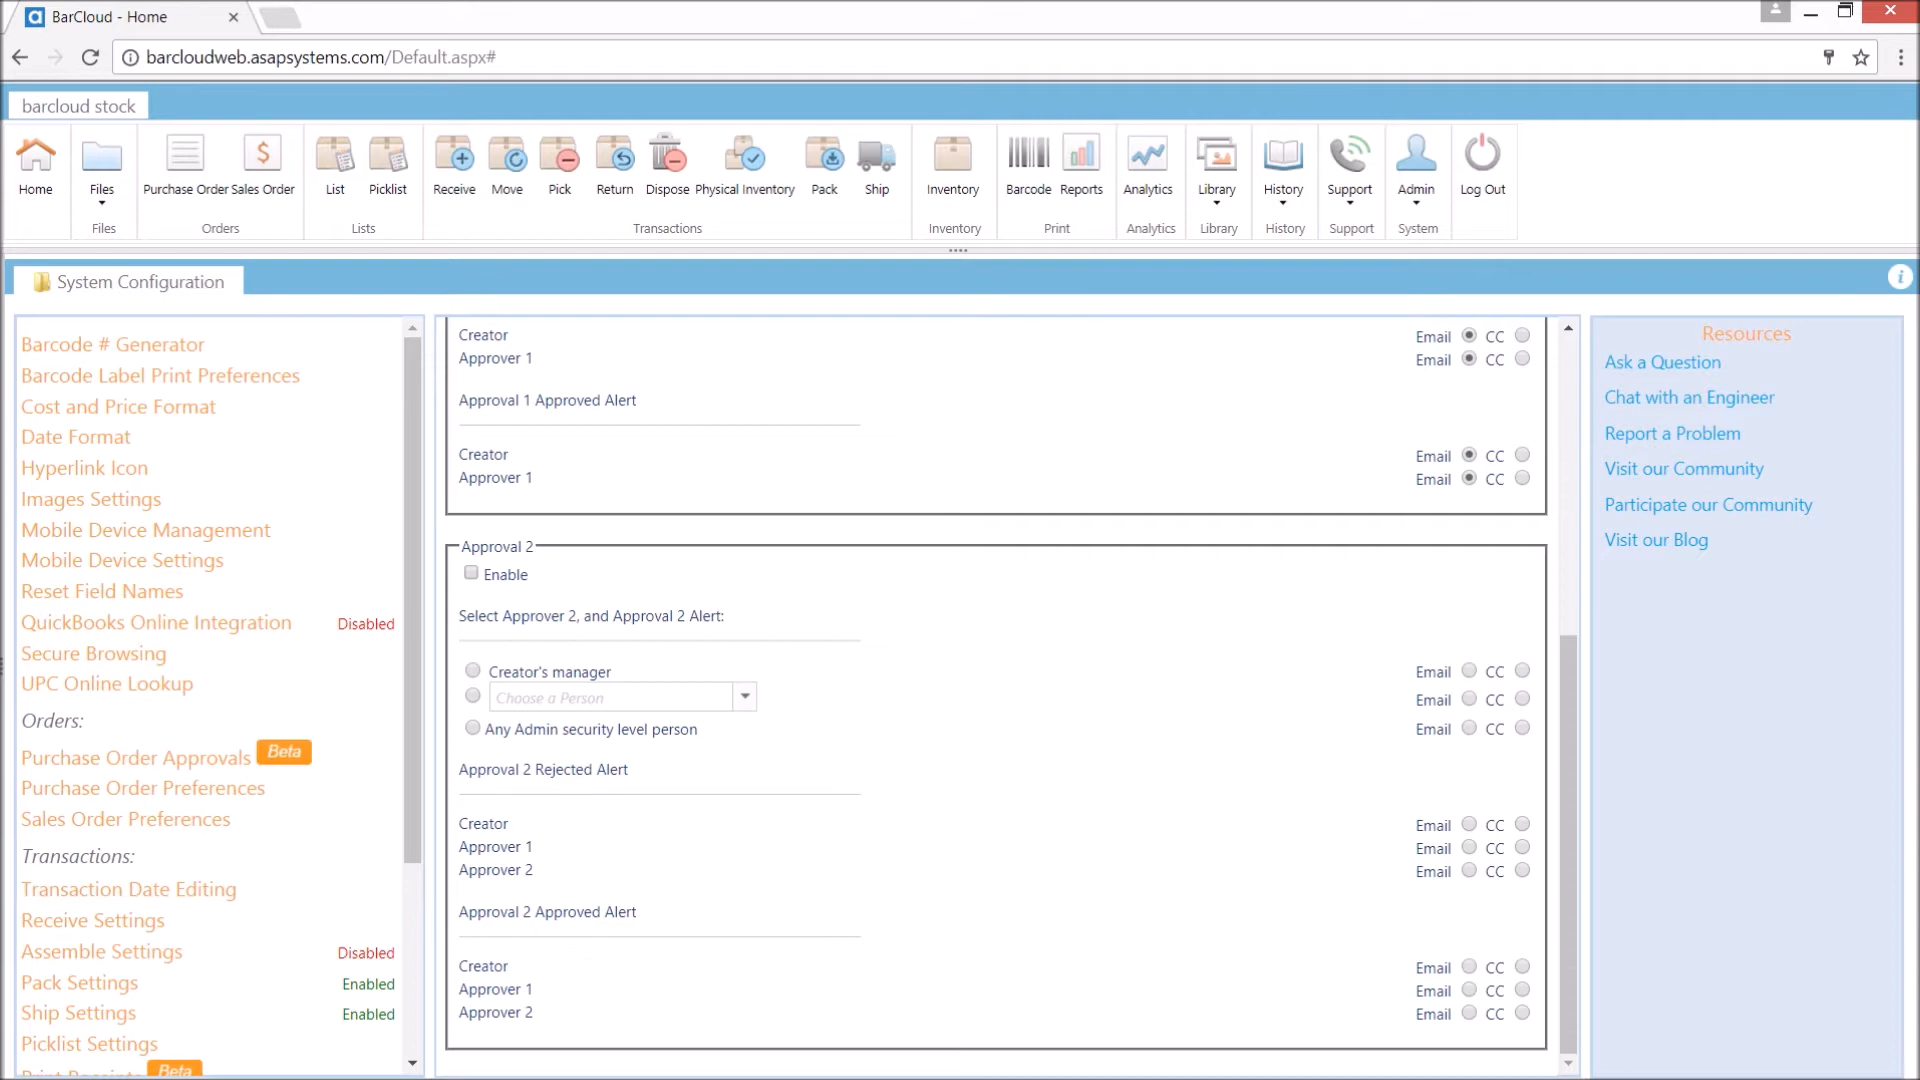 BarCloud - Home
barcloudweb.asapsystems.com/Default.aspx#
barcloud stock
Home
Files
Purchase Order
Sales Order
List
Picklist
Receive
Move
Pick
Return
Dispose
Physical Inventory
Pack
Ship
Inventory
Barcode
Reports
Analytics
Library
History
Support
Admin
Log Out
Files
Orders
Lists
Transactions
Inventory
Print
Analytics
Library
History
Support
System
System Configuration
Barcode # Generator
Barcode Label Print Preferences
Cost and Price Format
Date Format
Hyperlink Icon
Images Settings
Mobile Device Management
Mobile Device Settings
Reset Field Names
QuickBooks Online Integration Disabled
Secure Browsing
UPC Online Lookup
Orders:
Purchase Order Approvals Beta
Purchase Order Preferences
Sales Order Preferences
Transactions:
Transaction Date Editing
Receive Settings
Assemble Settings Disabled
Pack Settings Enabled
Ship Settings Enabled
Picklist Settings
Print Receipts Beta
Creator Email CC
Approver 1 Email CC
Approval 1 Approved Alert
Creator Email CC
Approver 1 Email CC
Approval 2
Enable
Select Approver 2, and Approval 2 Alert:
Creator's manager Email CC
Choose a Person Email CC
Any Admin security level person Email CC
Approval 2 Rejected Alert
Creator Email CC
Approver 1 Email CC
Approver 2 Email CC
Approval 2 Approved Alert
Creator Email CC
Approver 1 Email CC
Approver 2 Email CC
Resources
Ask a Question
Chat with an Engineer
Report a Problem
Visit our Community
Participate our Community
Visit our Blog